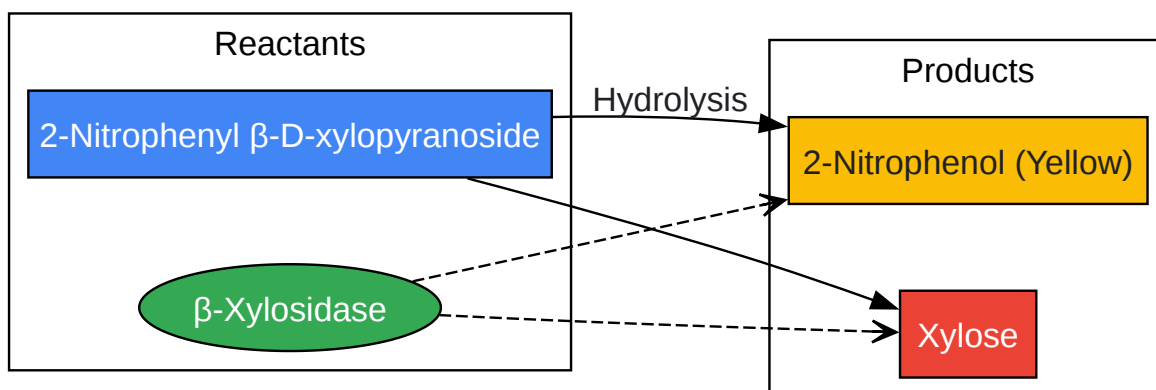 Reactants
2-Nitrophenyl β-D-xylopyranoside
β-Xylosidase
Hydrolysis
Products
2-Nitrophenol (Yellow)
Xylose